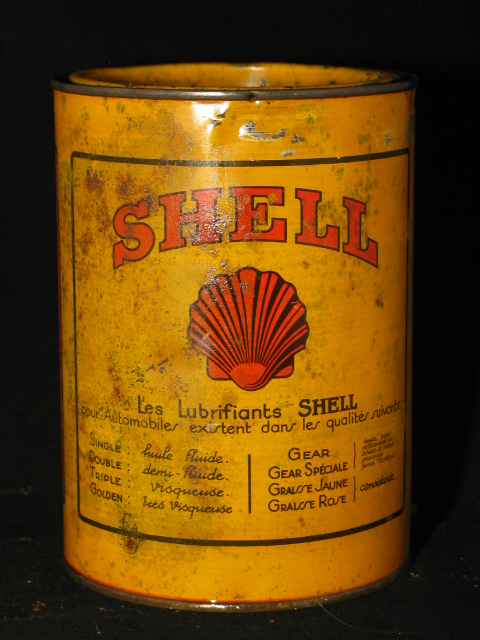 SHELL
Les Lubrifiants SHELL
pour Automobiles existent dans les qualités suivantes
SINGLE : huile fluide.
DOUBLE : demi-fluide.
TRIPLE : visqueuse.
GOLDEN : très visqueuse
GEAR
GEAR SPÉCIALE
GRAISSE JAUNE
GRAISSE ROSE
consistante.